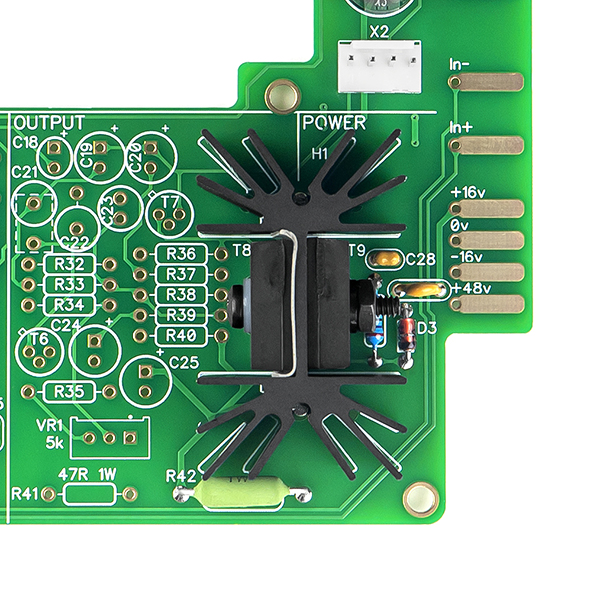 X2
In-
OUTPUT
POWER
In+
C18
C19
C20
H1
C21
+16v
C23
T7
0v
C22
R36
T8
T9
C28
-16v
R32
R37
R33
R38
+48v
R34
R39
C24
R40
D3
T6
C25
R35
VR1
5k
47R 1W
R42
R41
1W